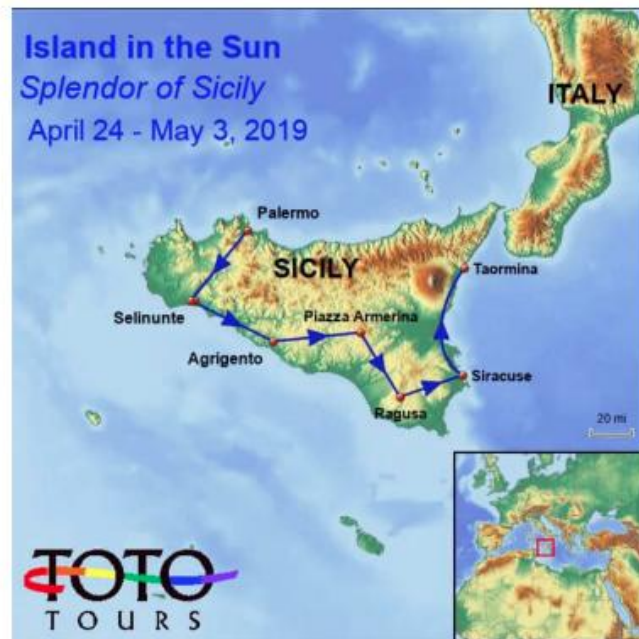 Island in the Sun
Splendor of Sicily
April 24 - May 3, 2019
ITALY
Palermo
SICILY
Taormina
Selinunte
Piazza Armerina
Agrigento
Siracuse
Ragusa
20 mi
TOTO
TOURS